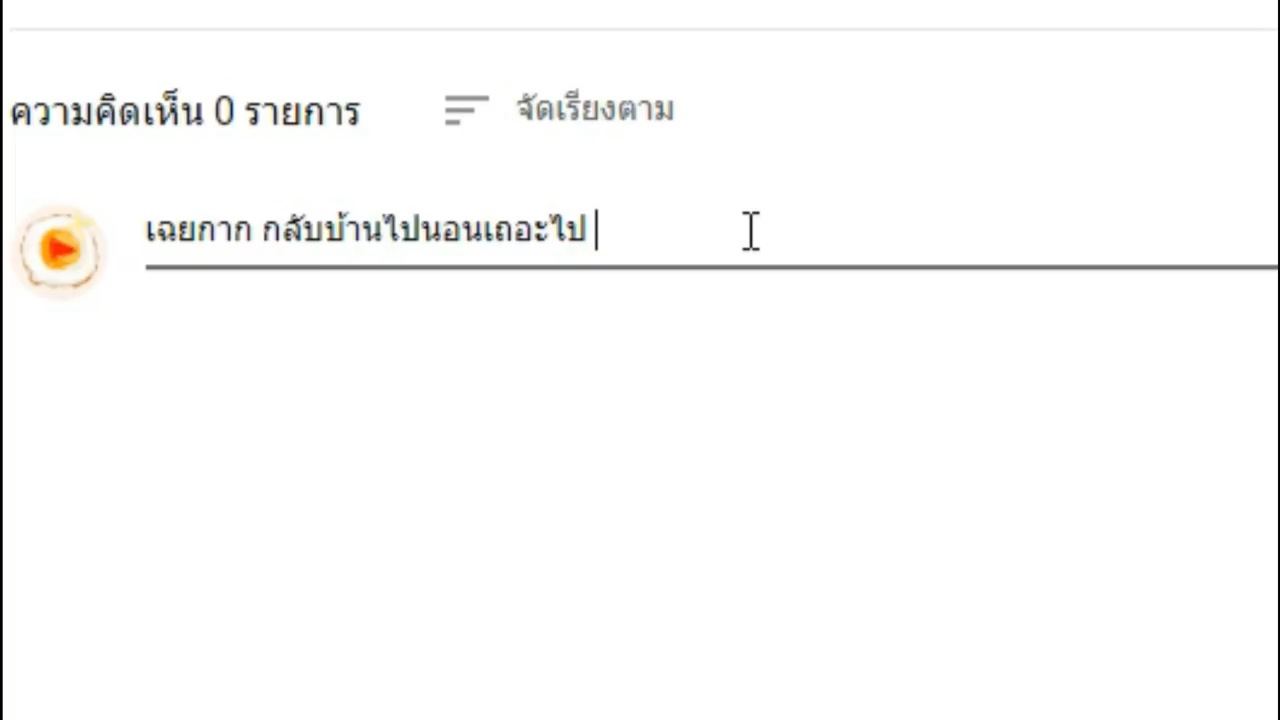 ความคิดเห็น 0 รายการ จัดเรียงตาม
เฉยกาก กลับบ้านไปนอนเถอะไป